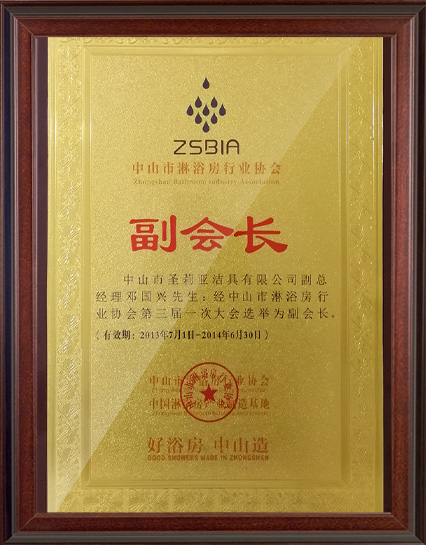 ZSBIA
中山市淋浴房行业协会
Zhongshan Bathroom industry Association
副会长
中山市圣莉亚洁具有限公司副总
经理邓国兴先生：经中山市淋浴房行
业协会第三届一次大会选举为副会长。
（有效期：2013年7月1日-2014年6月30日）
中山市淋浴房行业协会
中国淋浴房产业制造基地
好浴房 中山造
GOOD SHOWERS MADE IN ZHONGSHAN